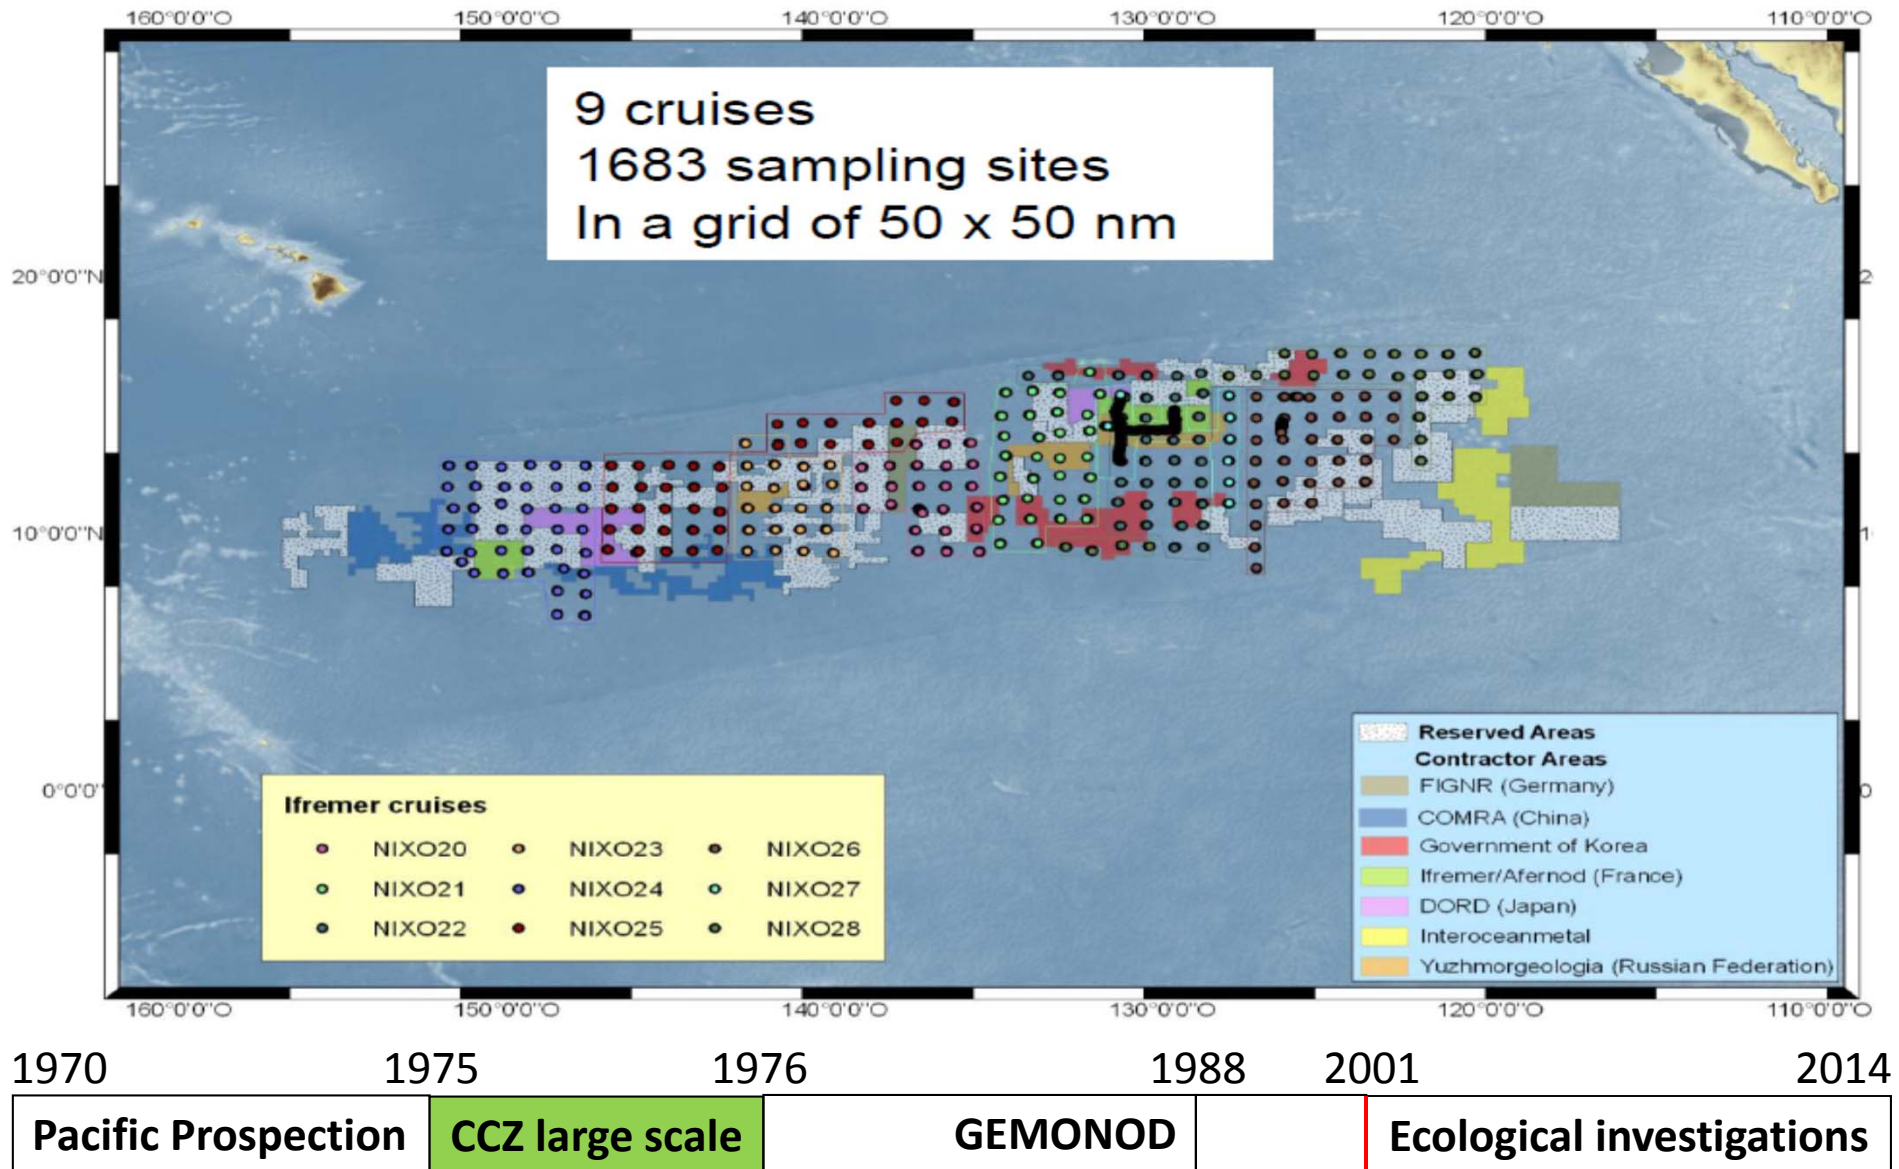 160°0'0"O 150°0'0"O 140°0'0"O 130°0'0"O 120°0'0"O 110°0'0"O
9 cruises
1683 sampling sites
In a grid of 50 x 50 nm
20°0'0"N 2
10°0'0"N 1
0°0'0" 0
Ifremer cruises
NIXO20 NIXO23 NIXO26
NIXO21 NIXO24 NIXO27
NIXO22 NIXO25 NIXO28
Reserved Areas
Contractor Areas
FIGNR (Germany)
COMRA (China)
Government of Korea
Ifremer/Afernod (France)
DORD (Japan)
Interoceanmetal
Yuzhmorgeologia (Russian Federation)
160°0'0"O 150°0'0"O 140°0'0"O 130°0'0"O 120°0'0"O 110°0'0"O
1970 1975 1976 1988 2001 2014
Pacific Prospection CCZ large scale GEMONOD Ecological investigations